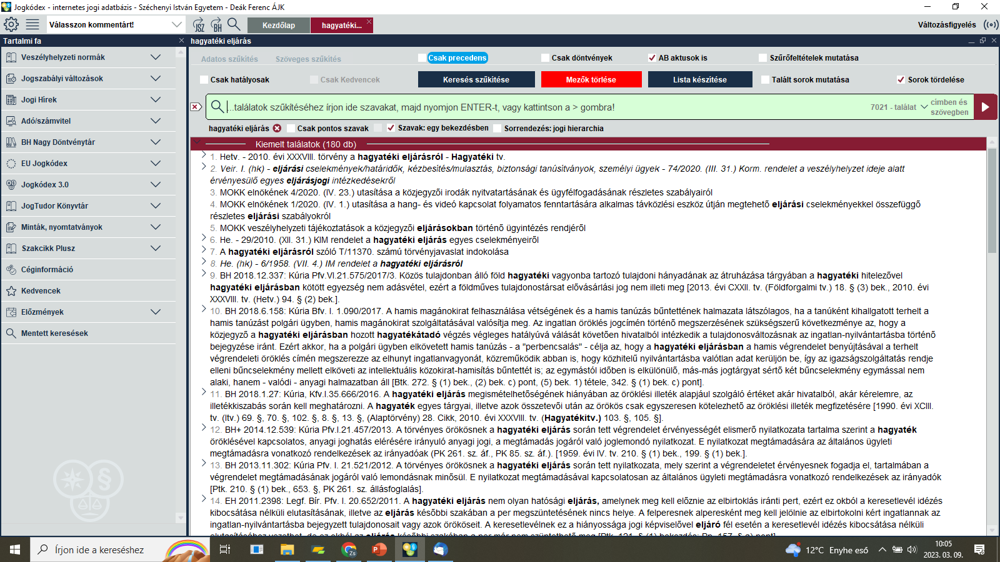 Jogkódex - internetes jogi adatbázis - Széchenyi István Egyetem - Deák Ferenc ÁJK
Válasszon kommentárt!
JSZ
BH
Kezdőlap
hagyatéki...
Változásfigyelés
Tartalmi fa
hagyatéki eljárás
Veszélyhelyzeti normák
Jogszabályi változások
Jogi Hírek
Adó/számvitel
BH Nagy Döntvénytár
EU Jogkódex
Jogkódex 3.0
JogTudor Könyvtár
Minták, nyomtatványok
Szakcikk Plusz
Céginformáció
Kedvencek
Előzmények
Mentett keresések
Adatos szűkítés
Szöveges szűkítés
Csak precedens
Csak döntvények
AB aktusok is
Szűrőfeltételek mutatása
Csak hatályosak
Csak Kedvencek
Keresés szűkítése
Mezők törlése
Lista készítése
Talált sorok mutatása
Sorok tördelése
...találatok szűkítéséhez írjon ide szavakat, majd nyomjon ENTER-t, vagy kattintson a > gombra!
7021 - találat
címben és
szövegben
hagyatéki eljárás
Csak pontos szavak
Szavak: egy bekezdésben
Sorrendezés: jogi hierarchia
Kiemelt találatok (180 db)
1. Hetv. - 2010. évi XXXVIII. törvény a hagyatéki eljárásról - Hagyatéki tv.
2. Veir. I. (hk) - eljárási cselekmények/határidők, kézbesítés/mulasztás, biztonsági tanúsítványok, személyi ügyek - 74/2020. (III. 31.) Korm. rendelet a veszélyhelyzet ideje alatt
érvényesülő egyes eljárásjogi intézkedésekről
3. MOKK elnökének 4/2020. (IV. 23.) utasítása a közjegyzői irodák nyitvatartásának és ügyfélfogadásának részletes szabályairól
4. MOKK elnökének 1/2020. (IV. 1.) utasítása a hang- és videó kapcsolat folyamatos fenntartására alkalmas távközlési eszköz útján megtehető eljárási cselekményekkel összefüggő
részletes eljárási szabályokról
5. MOKK veszélyhelyzeti tájékoztatások a közjegyzői eljárásokban történő ügyintézés rendjéről
6. He. - 29/2010. (XII. 31.) KIM rendelet a hagyatéki eljárás egyes cselekményeiről
7. A hagyatéki eljárásról szóló T/11370. számú törvényjavaslat indokolása
8. He. (hk) - 6/1958. (VII. 4.) IM rendelet a hagyatéki eljárásról
9. BH 2018.12.337: Kúria Pfv.VI.21.575/2017/3. Közös tulajdonban álló föld hagyatéki vagyonba tartozó tulajdoni hányadának az átruházása tárgyában a hagyatéki hitelezővel
hagyatéki eljárásban kötött egyezség nem adásvétel, ezért a földműves tulajdonostársat elővásárlási jog nem illeti meg [2013. évi CXXII. tv. (Földforgalmi tv.) 18. § (3) bek., 2010. évi
XXXVIII. tv. (Hetv.) 94. § (2) bek.].
10. BH 2018.6.158: Kúria Bfv. I. 1.090/2017. A hamis magánokirat felhasználása vétségének és a hamis tanúzás bűntettének halmazata látszólagos, ha a tanúként kihallgatott terhelt a
hamis tanúzást polgári ügyben, hamis magánokirat szolgáltatásával valósítja meg. Az ingatlan öröklés jogcímén történő megszerzésének szükségszerű következménye az, hogy a
közjegyző a hagyatéki eljárásban hozott hagyatékátadó végzés végleges hatályúvá válását követően hivatalból intézkedik a tulajdonosváltozásnak az ingatlan-nyilvántartásba történő
bejegyzése iránt. Ezért akkor, ha a polgári ügyben elkövetett hamis tanúzás - a "perbencsalás" - célja az, hogy a hagyatéki eljárásban a hamis végrendelet benyújtásával a terhelt
végrendeleti öröklés címén megszerezze az elhunyt ingatlanvagyonát, közreműködik abban is, hogy közhitelű nyilvántartásba valótlan adat kerüljön be, így az igazságszolgáltatás rendje
elleni bűncselekmény mellett elköveti az intellektuális közokirat-hamisítás bűntettét is; az egymástól időben is elkülönülő, más-más jogtárgyat sértő két bűncselekmény egymással nem
alaki, hanem - valódi - anyagi halmazatban áll [Btk. 272. § (1) bek., (2) bek. c) pont, (5) bek. 1) tétele, 342. § (1) bek. c) pont].
11. BH 2018.1.27: Kúria, Kfv.I.35.666/2016. A hagyatéki eljárás megismételhetőségének hiányában az öröklési illeték alapjául szolgáló értéket akár hivatalból, akár kérelemre, az
illetékkiszabás során kell meghatározni. A hagyaték egyes tárgyai, illetve azok összetevői után az örökös csak egyszeresen kötelezhető az öröklési illeték megfizetésére [1990. évi XCIII.
tv. (Itv.) 69. §, 70. §, 102. §, 8. §, 13. §, (Alaptörvény) 28. Cikk, 2010. évi XXXVIII. tv. (Hagyatékitv.) 103. §, 105. §].
12. BH+ 2014.12.539: Kúria Pfv.I.21.457/2013. A törvényes örökösnek a hagyatéki eljárás során tett végrendelet érvényességét elismerő nyilatkozata tartalma szerint a hagyaték
öröklésével kapcsolatos, anyagi joghatás elérésére irányuló anyagi jogi, a megtámadás jogáról való joglemondó nyilatkozat. E nyilatkozat megtámadására az általános ügyleti
megtámadásra vonatkozó rendelkezések az irányadóak (PK 261. sz. áf., PK 85. sz. áf.). [1959. évi IV. tv. 210. § (1) bek., 199. § (1) bek.].
13. BH 2013.11.302: Kúria Pfv. I. 21.521/2012. A törvényes örökösnek a hagyatéki eljárás során tett nyilatkozata, mely szerint a végrendeletet érvényesnek fogadja el, tartalmában a
végrendelet megtámadásának jogáról való lemondásnak minősül. E nyilatkozat megtámadásával kapcsolatosan az általános ügyleti megtámadásra vonatkozó rendelkezések az irányadók
[Ptk. 210. § (1) bek., 653. §, PK 261. sz. állásfoglalás].
14. EH 2011.2398: Legf. Bír. Pfv. I. 20.652/2011. A hagyatéki eljárás nem olyan hatósági eljárás, amelynek meg kell előznie az elbirtoklás iránti pert, ezért ez okból a keresetlevél idézés
kibocsátása nélküli elutasításának, illetve az eljárás későbbi szakában a per megszüntetésének nincs helye. A felperesnek alperesként meg kell jelölnie az elbirtokolni kért ingatlannak az
ingatlan-nyilvántartásba bejegyzett tulajdonosait vagy azok örököseit. A keresetlevélnek ez a hiányossága jogi képviselővel eljáró fél esetén a keresetlevél idézés kibocsátása nélküli
Írjon ide a kereséshez
Zs
12°C Enyhe eső
10:05
2023. 03. 09.